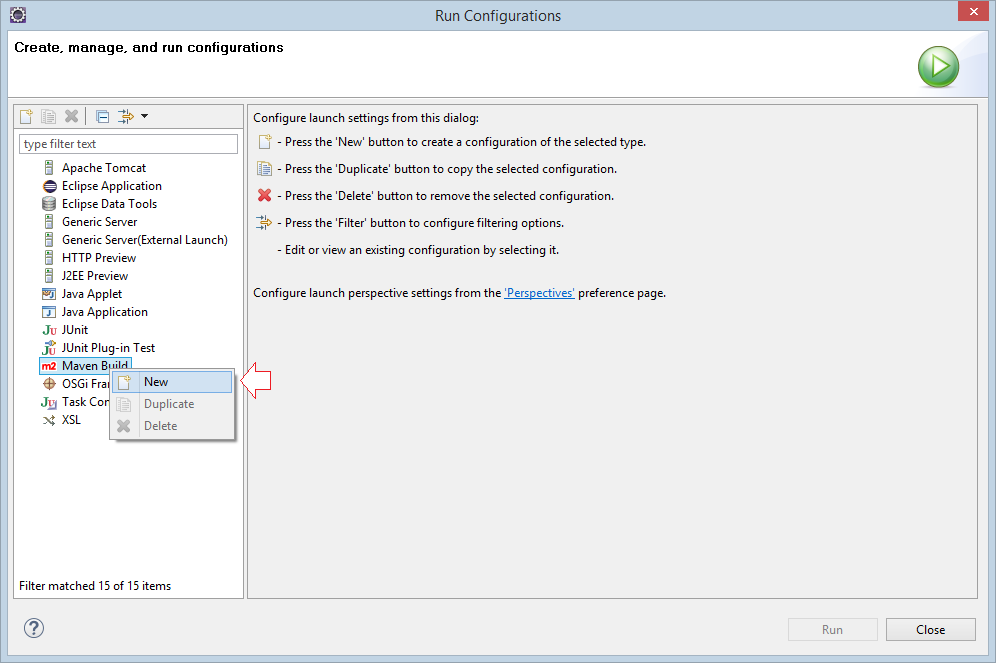 Run Configurations
Create, manage, and run configurations
type filter text
Apache Tomcat
Eclipse Application
Eclipse Data Tools
Generic Server
Generic Server(External Launch)
HTTP Preview
J2EE Preview
Java Applet
Java Application
JUnit
JUnit Plug-in Test
m2 Maven Build
OSGi Fra
Task Con
XSL
New
Duplicate
Delete
Filter matched 15 of 15 items
Configure launch settings from this dialog:
- Press the 'New' button to create a configuration of the selected type.
- Press the 'Duplicate' button to copy the selected configuration.
- Press the 'Delete' button to remove the selected configuration.
- Press the 'Filter' button to configure filtering options.
- Edit or view an existing configuration by selecting it.
Configure launch perspective settings from the 'Perspectives' preference page.
Run
Close